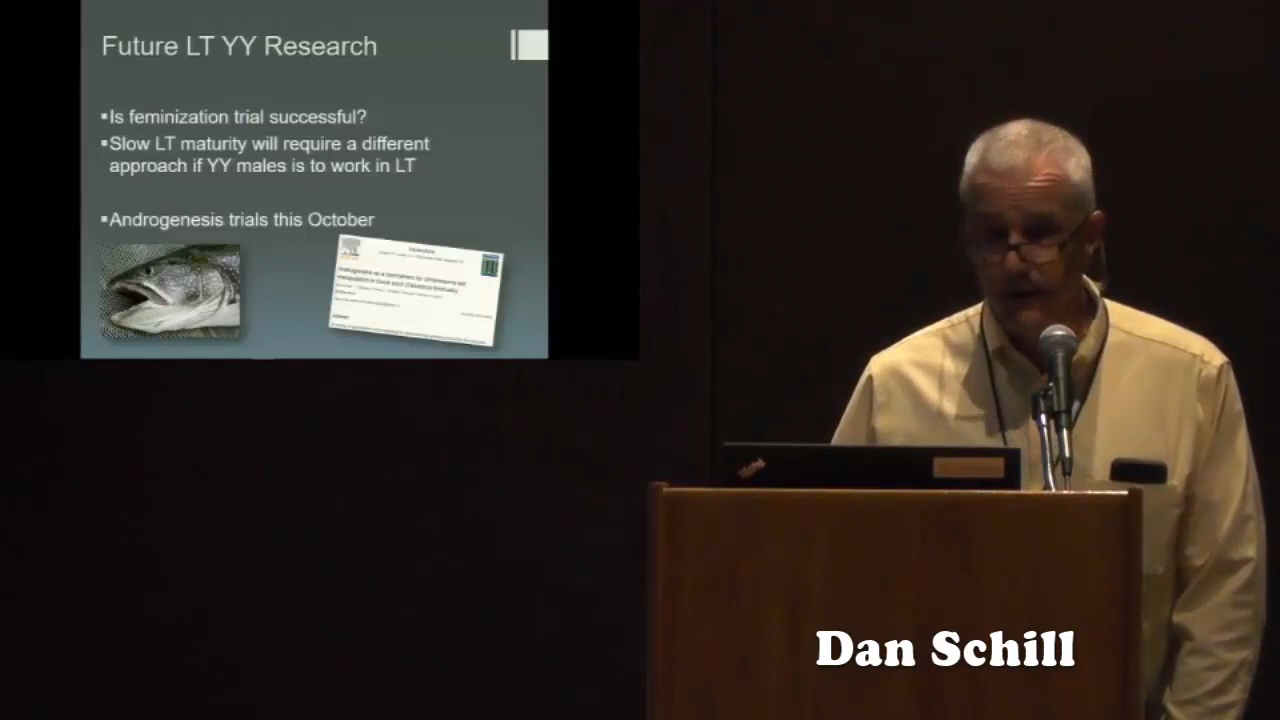 Future LT YY Research
▪Is feminization trial successful?
▪Slow LT maturity will require a different
approach if YY males is to work in LT
▪Androgenesis trials this October
Dan Schill